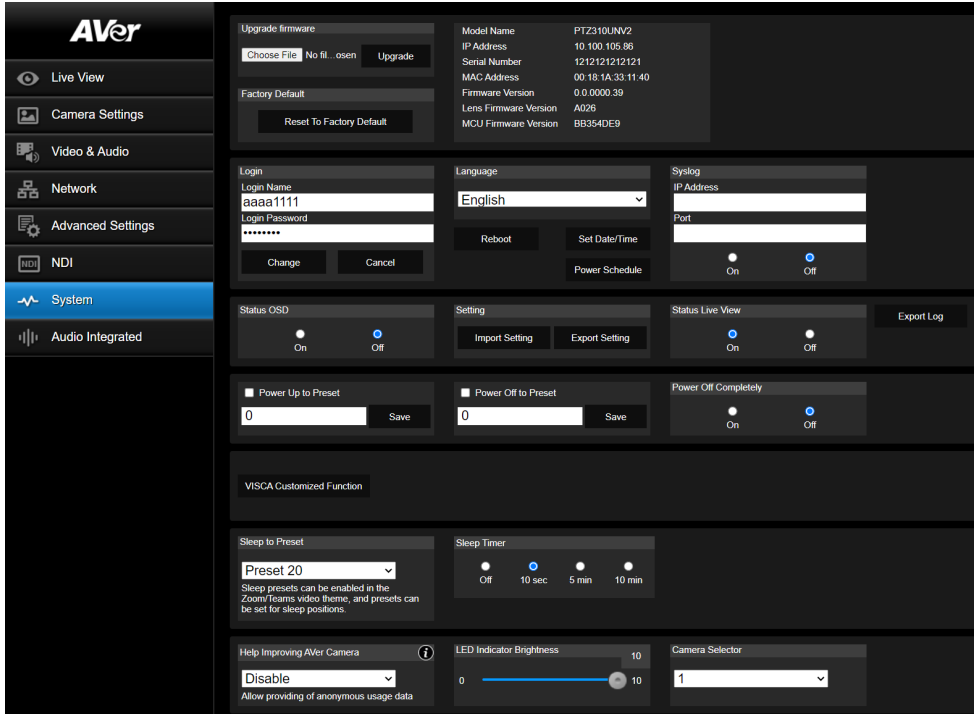 AVer
Live View
Camera Settings
Video & Audio
Network
Advanced Settings
NDI
NDI
System
Audio Integrated
Upgrade firmware
Choose File No fil...osen Upgrade
Factory Default
Reset To Factory Default
Model Name PTZ310UNV2
IP Address 10.100.105.86
Serial Number 1212121212121
MAC Address 00:18:1A:33:11:40
Firmware Version 0.0.0000.39
Lens Firmware Version A026
MCU Firmware Version BB354DE9
Login
Login Name
aaaa1111
Login Password
••••••••
Change Cancel
Language
English
Reboot Set Date/Time
Power Schedule
Syslog
IP Address
Port
On Off
Status OSD
On Off
Setting
Import Setting Export Setting
Status Live View
On Off
Export Log
Power Up to Preset
0 Save
Power Off to Preset
0 Save
Power Off Completely
On Off
VISCA Customized Function
Sleep to Preset
Preset 20
Sleep presets can be enabled in the
Zoom/Teams video theme, and presets can
be set for sleep positions.
Sleep Timer
Off 10 sec 5 min 10 min
Help Improving AVer Camera i
Disable
Allow providing of anonymous usage data
LED Indicator Brightness
10
0 10
Camera Selector
1